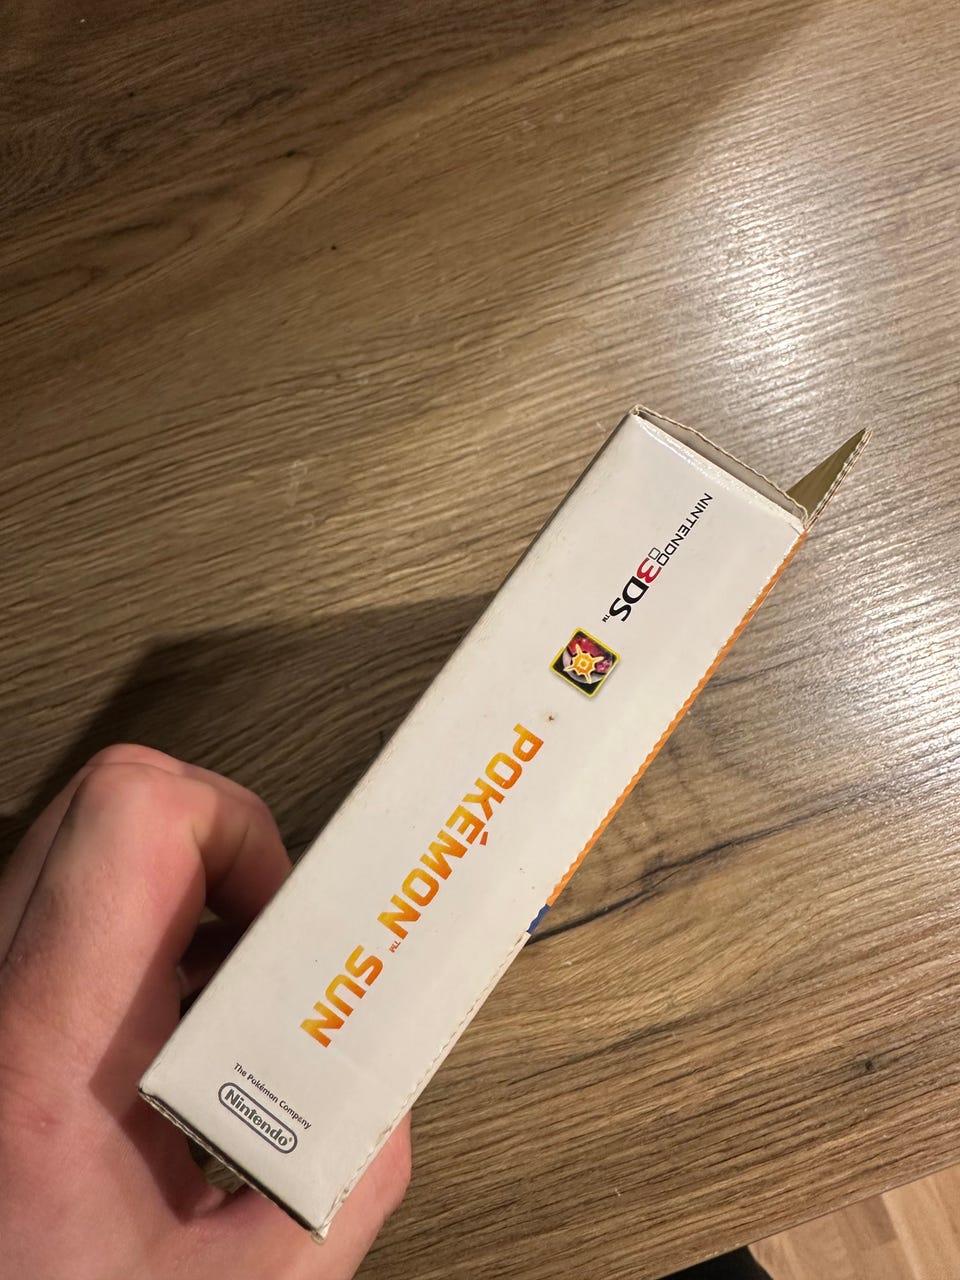 NINTENDO 3DS™
POKÉMON™ SUN
The Pokémon Company
Nintendo®